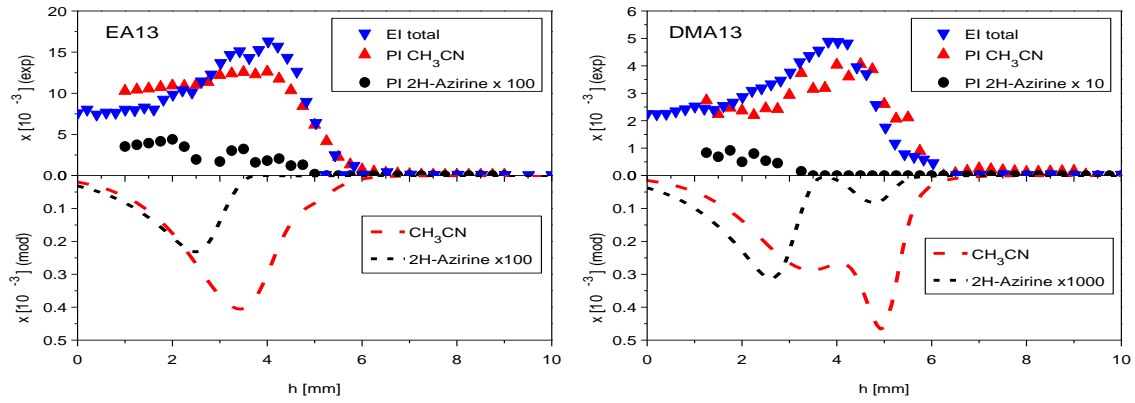 EA13
EI total
PI CH₃CN
PI 2H-Azirine x 100
x [10 ⁻³] (exp)
20
15
10
5
0.0
x [10 ⁻³] (mod)
0.1
0.2
0.3
0.4
0.5
CH₃CN
2H-Azirine x100
0 2 4 6 8 10
h [mm]
DMA13
EI total
PI CH₃CN
PI 2H-Azirine x 10
x [10 ⁻³] (exp)
6
5
4
3
2
1
0.0
x [10 ⁻³] (mod)
0.1
0.2
0.3
0.4
0.5
CH₃CN
2H-Azirine x1000
0 2 4 6 8 10
h [mm]